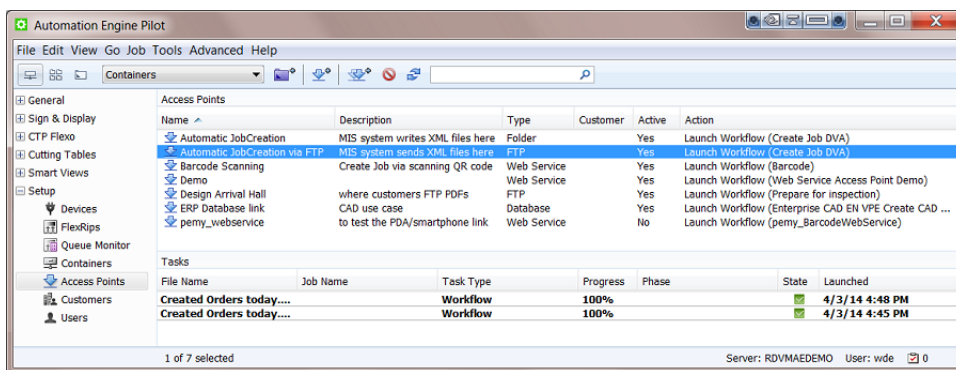 Automation Engine Pilot
File Edit View Go Job Tools Advanced Help
Containers
General
Sign & Display
CTP Flexo
Cutting Tables
Smart Views
Setup
Devices
FlexRips
Queue Monitor
Containers
Access Points
Customers
Users
Access Points
Name Description Type Customer Active Action
Automatic JobCreation MIS system writes XML files here Folder Yes Launch Workflow (Create Job DVA)
Automatic JobCreation via FTP MIS system sends XML files here FTP Yes Launch Workflow (Create Job DVA)
Barcode Scanning Create Job via scanning QR code Web Service Yes Launch Workflow (Barcode)
Demo Web Service Yes Launch Workflow (Web Service Access Point Demo)
Design Arrival Hall where customers FTP PDFs FTP Yes Launch Workflow (Prepare for inspection)
ERP Database link CAD use case Database Yes Launch Workflow (Enterprise CAD EN VPE Create CAD ...
pemy_webservice to test the PDA/smartphone link Web Service No Launch Workflow (pemy_BarcodeWebService)
Tasks
File Name Job Name Task Type Progress Phase State Launched
Created Orders today.... Workflow 100% 4/3/14 4:48 PM
Created Orders today.... Workflow 100% 4/3/14 4:45 PM
1 of 7 selected Server: RDVMAEDEMO User: wde 0